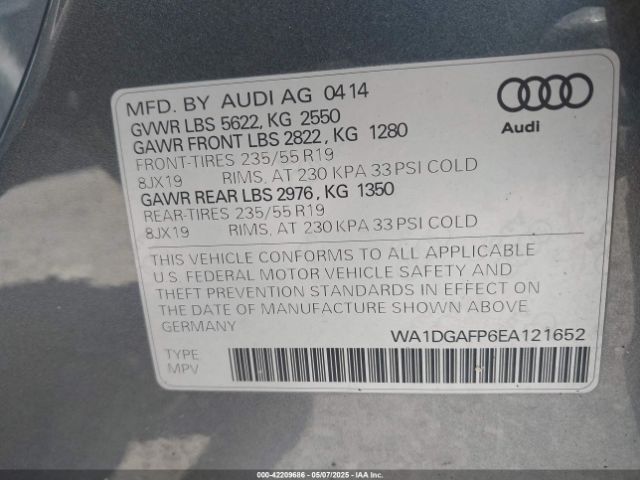 MFD. BY AUDI AG 0414
GVWR LBS 5622, KG 2550
GAWR FRONT LBS 2822, KG 1280
FRONT-TIRES 235/55 R19
8JX19 RIMS, AT 230 KPA 33 PSI COLD
GAWR REAR LBS 2976, KG 1350
REAR-TIRES 235/55 R19
8JX19 RIMS, AT 230 KPA 33 PSI COLD
Audi
THIS VEHICLE CONFORMS TO ALL APPLICABLE
U.S. FEDERAL MOTOR VEHICLE SAFETY AND
THEFT PREVENTION STANDARDS IN EFFECT ON
THE DATE OF MANUFACTURE SHOWN ABOVE.
GERMANY
WA1DGAFP6EA121652
TYPE
MPV
000-42209686 - 05/07/2025 - IAAI.com